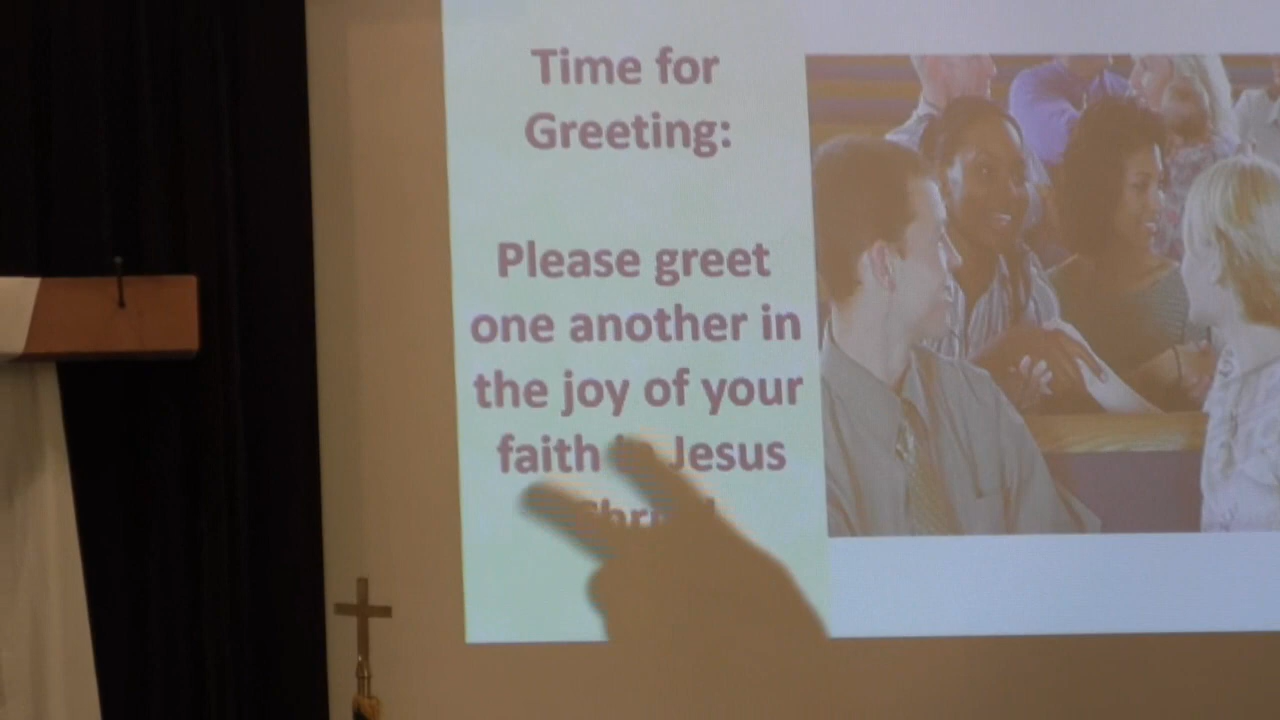 Time for
Greeting:
Please greet
one another in
the joy of your
faith Jesus